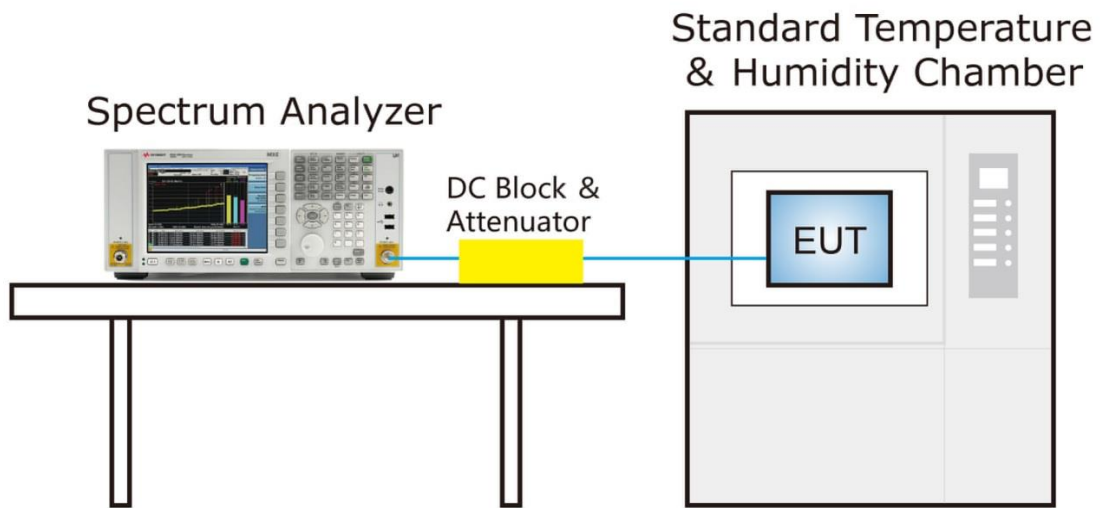 Standard Temperature
& Humidity Chamber
Spectrum Analyzer
DC Block &
Attenuator
EUT